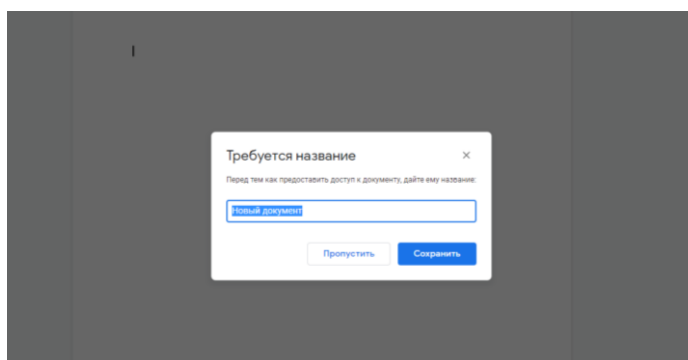 Требуется название
Перед тем как предоставить доступ к документу, дайте ему название:
Новый документ
Пропустить
Сохранить